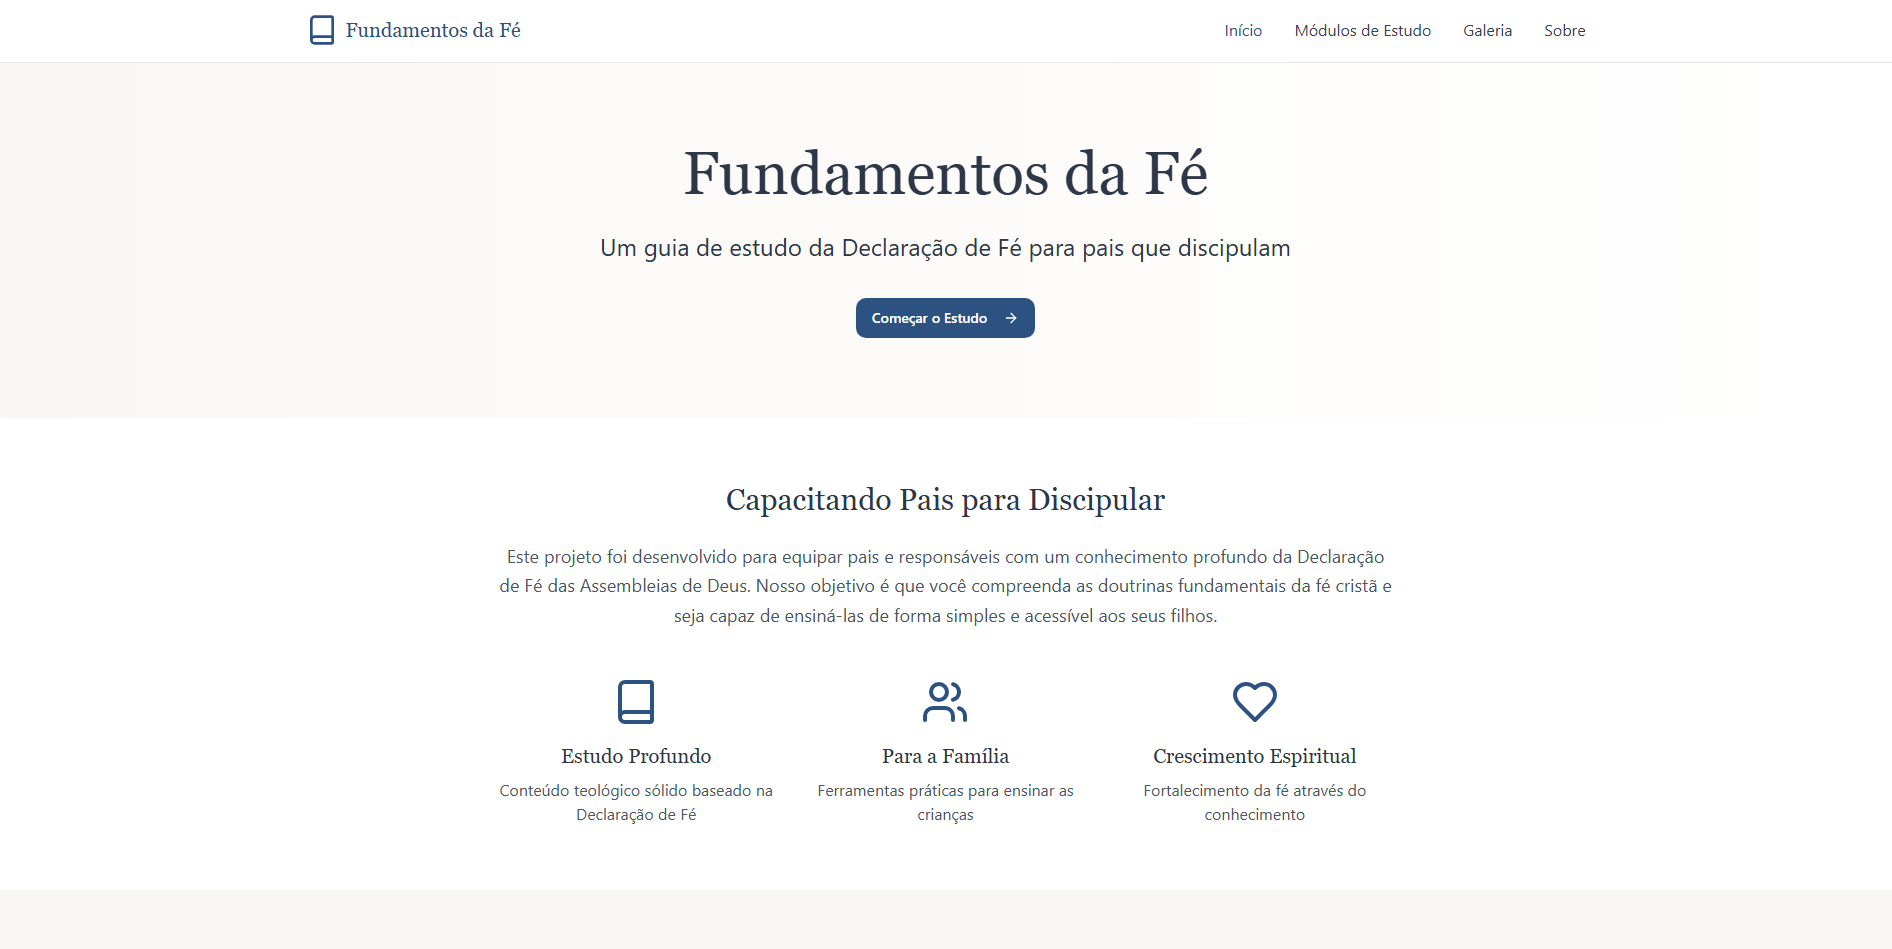 Fundamentos da Fé
Início
Módulos de Estudo
Galeria
Sobre
Fundamentos da Fé
Um guia de estudo da Declaração de Fé para pais que discipulam
Começar o Estudo
Capacitando Pais para Discipular
Este projeto foi desenvolvido para equipar pais e responsáveis com um conhecimento profundo da Declaração
de Fé das Assembleias de Deus. Nosso objetivo é que você compreenda as doutrinas fundamentais da fé cristã e
seja capaz de ensiná-las de forma simples e acessível aos seus filhos.
Estudo Profundo
Conteúdo teológico sólido baseado na
Declaração de Fé
Para a Família
Ferramentas práticas para ensinar as
crianças
Crescimento Espiritual
Fortalecimento da fé através do
conhecimento